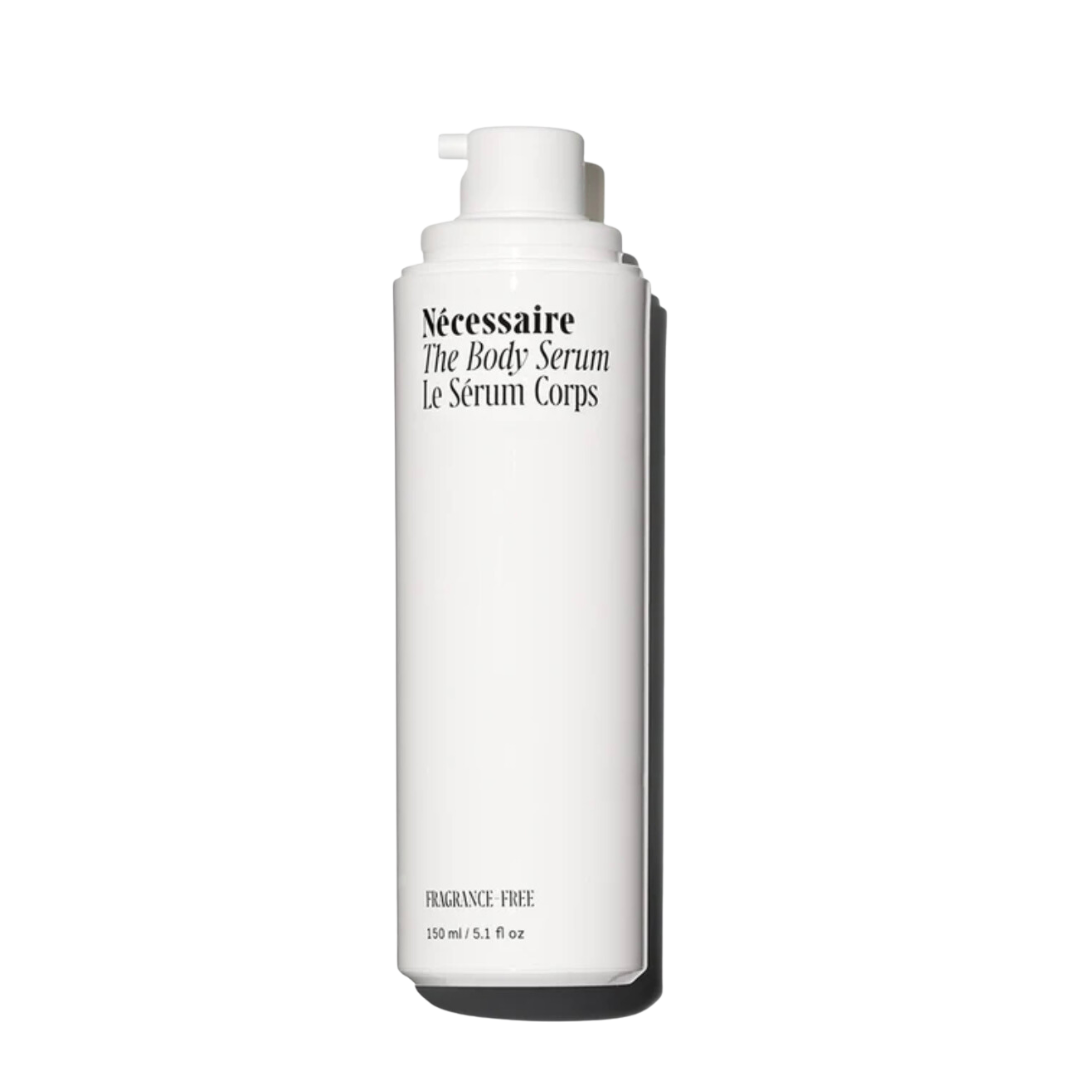 Nécessaire
The Body Serum
Le Sérum Corps
FRAGRANCE-FREE
150 ml / 5.1 fl oz